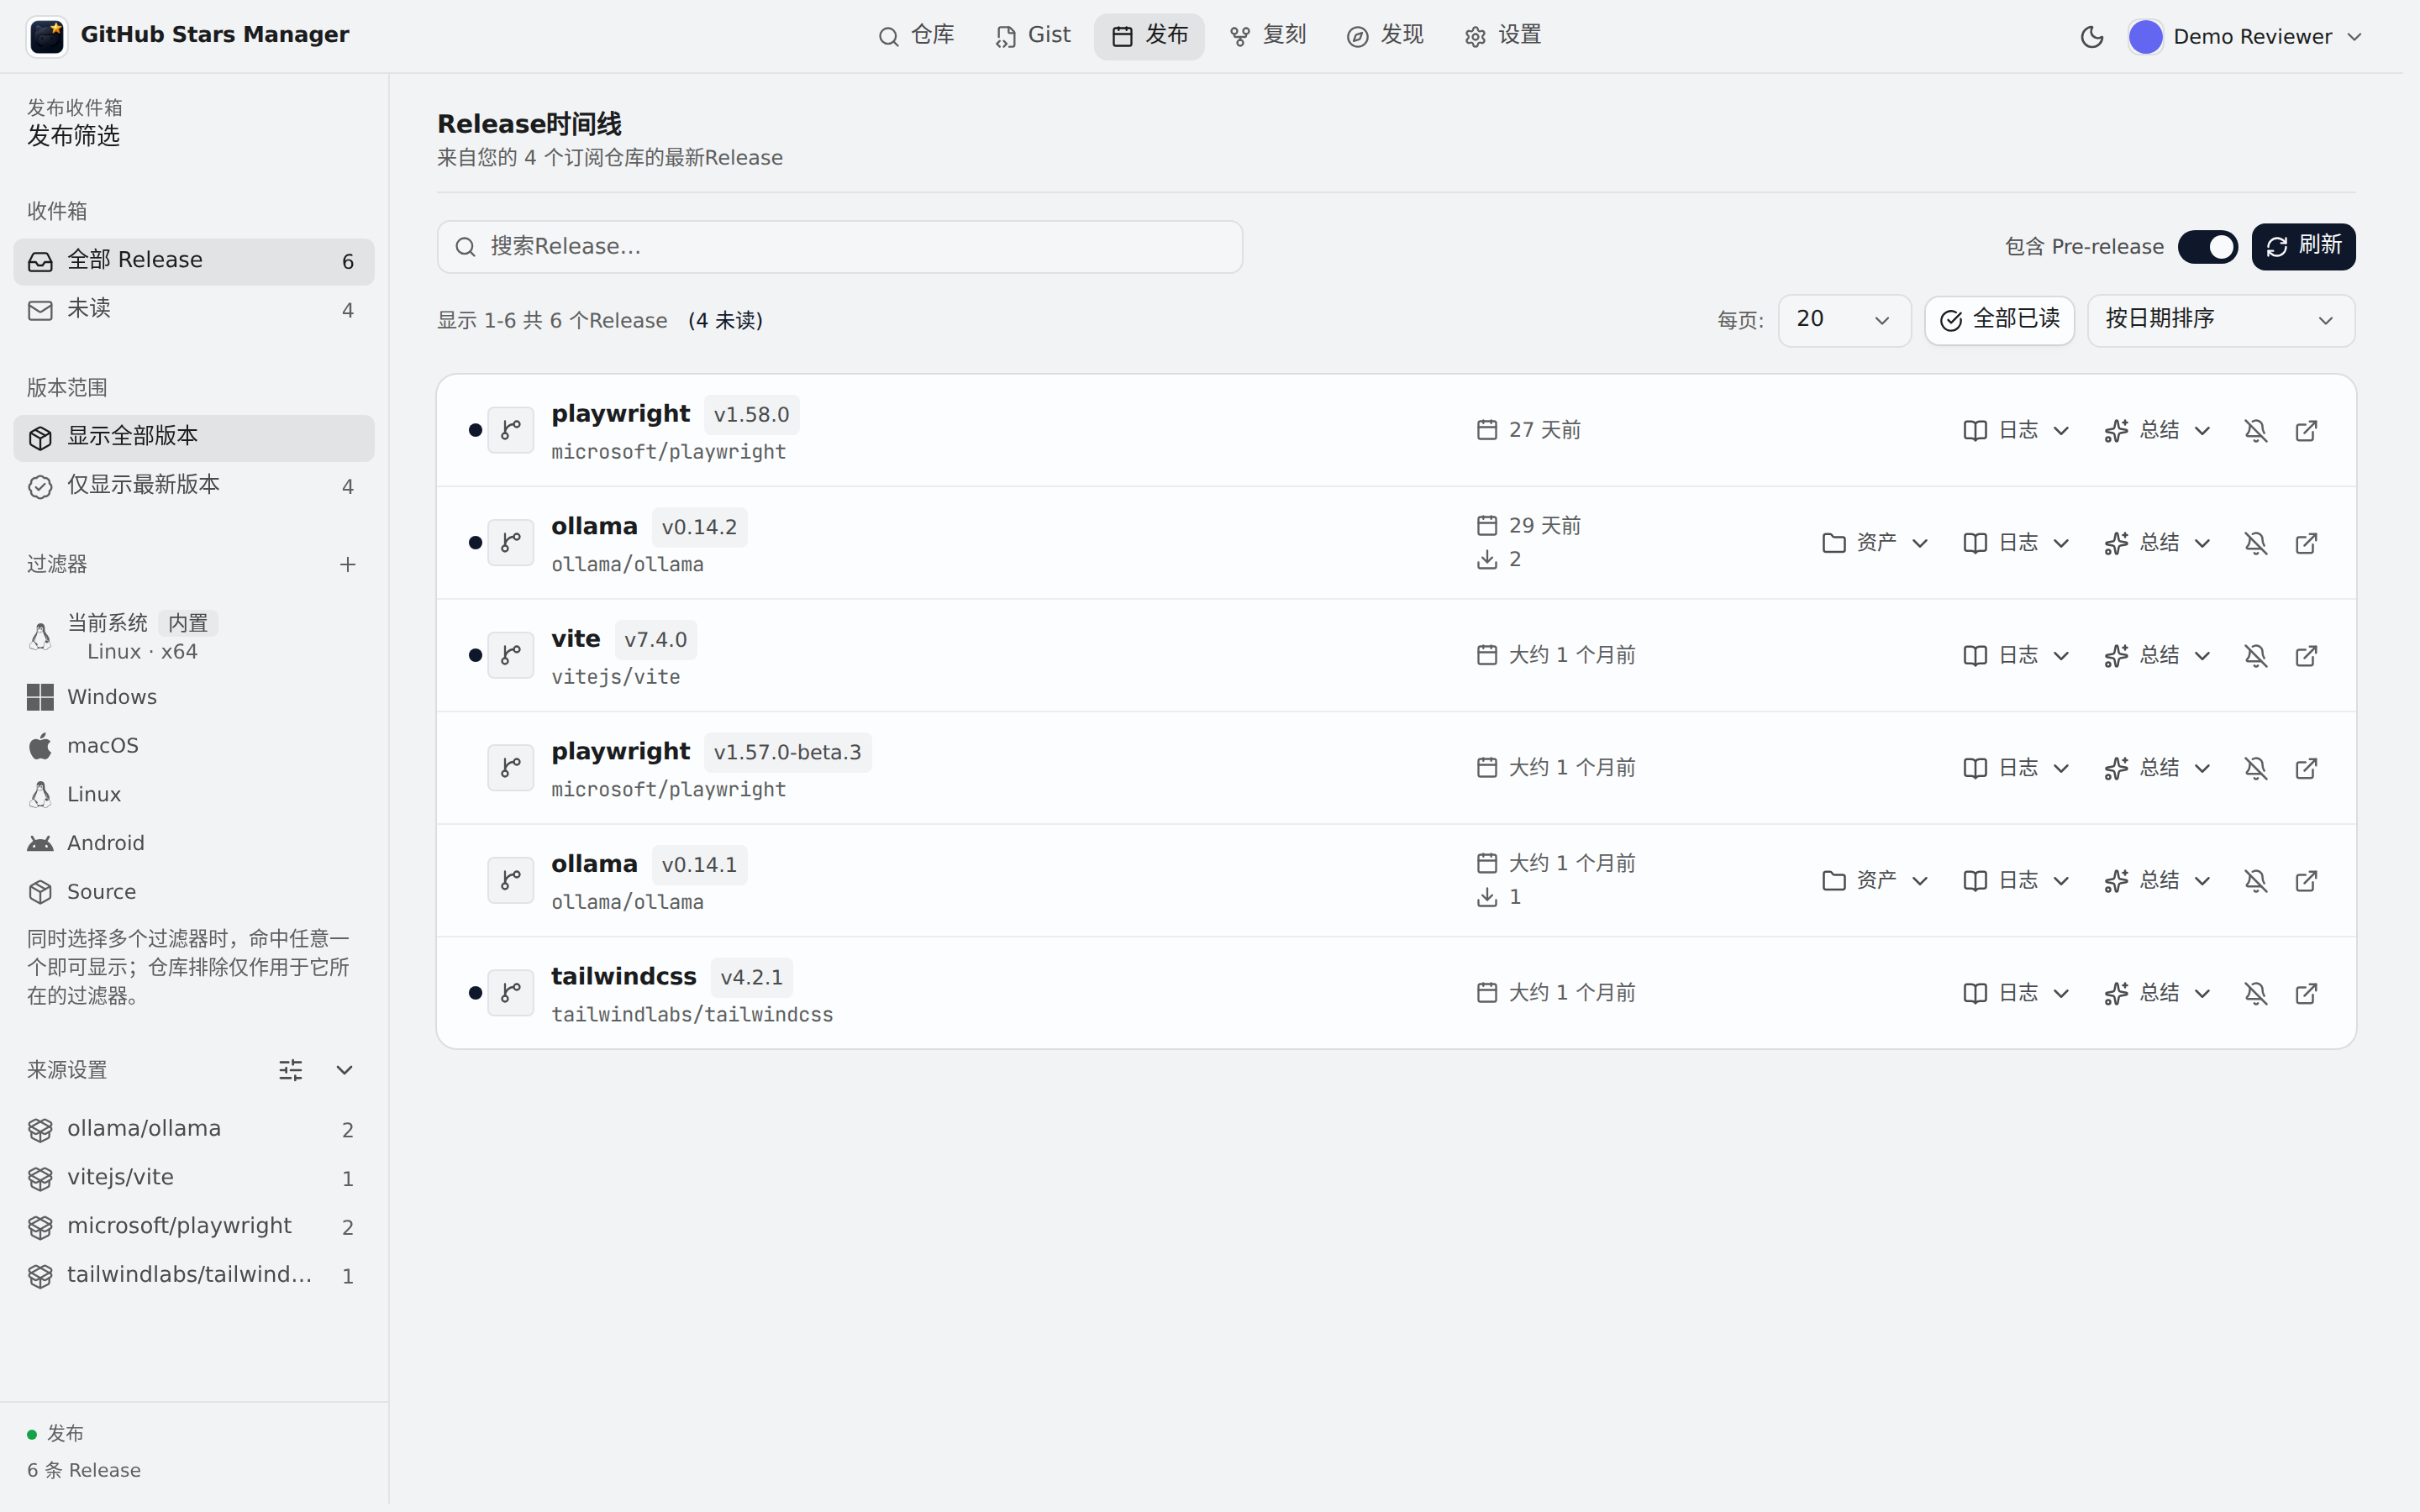 GitHub Stars Manager
仓库
Gist
发布
复刻
发现
设置
Demo Reviewer
发布收件箱
发布筛选
收件箱
全部 Release 6
未读 4
版本范围
显示全部版本
仅显示最新版本 4
过滤器
当前系统 内置
Linux · x64
Windows
macOS
Linux
Android
Source
同时选择多个过滤器时，命中任意一
个即可显示；仓库排除仅作用于它所
在的过滤器。
来源设置
ollama/ollama 2
vitejs/vite 1
microsoft/playwright 2
tailwindlabs/tailwind... 1
发布
6 条 Release
Release时间线
来自您的 4 个订阅仓库的最新Release
搜索Release...
包含 Pre-release
刷新
显示 1-6 共 6 个Release (4 未读)
每页: 20
全部已读
按日期排序
playwright v1.58.0
microsoft/playwright
27 天前
日志 总结
ollama v0.14.2
ollama/ollama
29 天前
2
资产 日志 总结
vite v7.4.0
vitejs/vite
大约 1 个月前
日志 总结
playwright v1.57.0-beta.3
microsoft/playwright
大约 1 个月前
日志 总结
ollama v0.14.1
ollama/ollama
大约 1 个月前
1
资产 日志 总结
tailwindcss v4.2.1
tailwindlabs/tailwindcss
大约 1 个月前
日志 总结